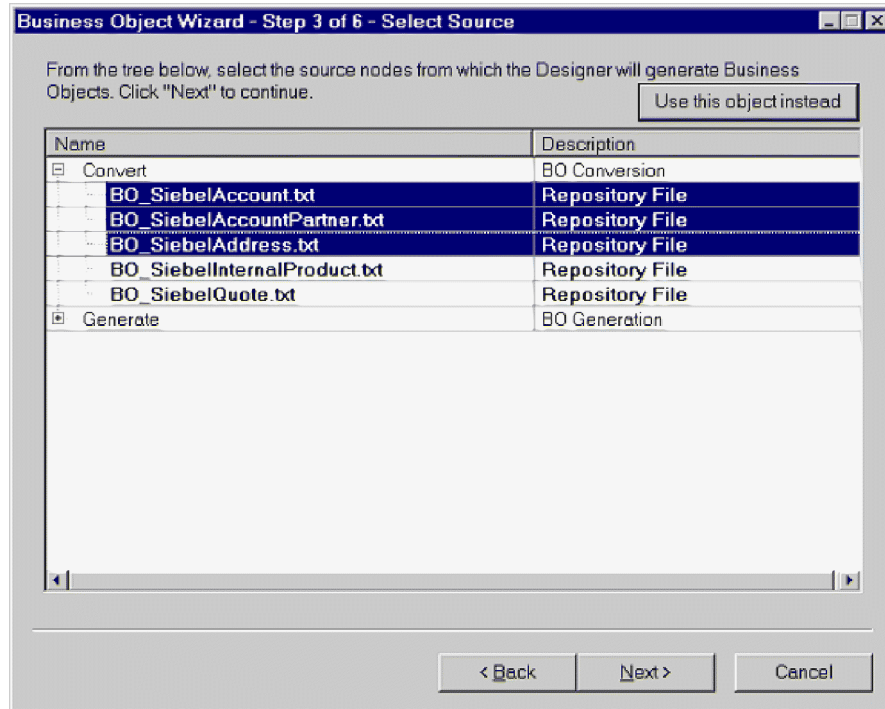 Business Object Wizard - Step 3 of 6 - Select Source
From the tree below, select the source nodes from which the Designer will generate Business
Objects. Click "Next" to continue.
Use this object instead
Name Description
Convert BO Conversion
BO_SiebelAccount.txt Repository File
BO_SiebelAccountPartner.txt Repository File
BO_SiebelAddress.txt Repository File
BO_SiebelInternalProduct.txt Repository File
BO_SiebelQuote.txt Repository File
Generate BO Generation
< Back Next > Cancel